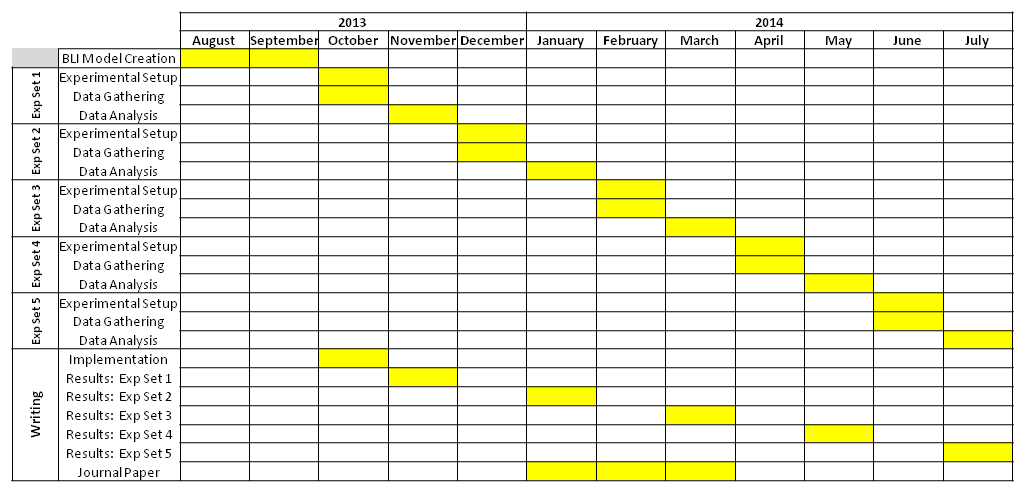 2013 2014
August September October November December January February March April May June July
BLI Model Creation
Exp Set 1
Experimental Setup
Data Gathering
Data Analysis
Exp Set 2
Experimental Setup
Data Gathering
Data Analysis
Exp Set 3
Experimental Setup
Data Gathering
Data Analysis
Exp Set 4
Experimental Setup
Data Gathering
Data Analysis
Exp Set 5
Experimental Setup
Data Gathering
Data Analysis
Writing
Implementation
Results: Exp Set 1
Results: Exp Set 2
Results: Exp Set 3
Results: Exp Set 4
Results: Exp Set 5
Journal Paper